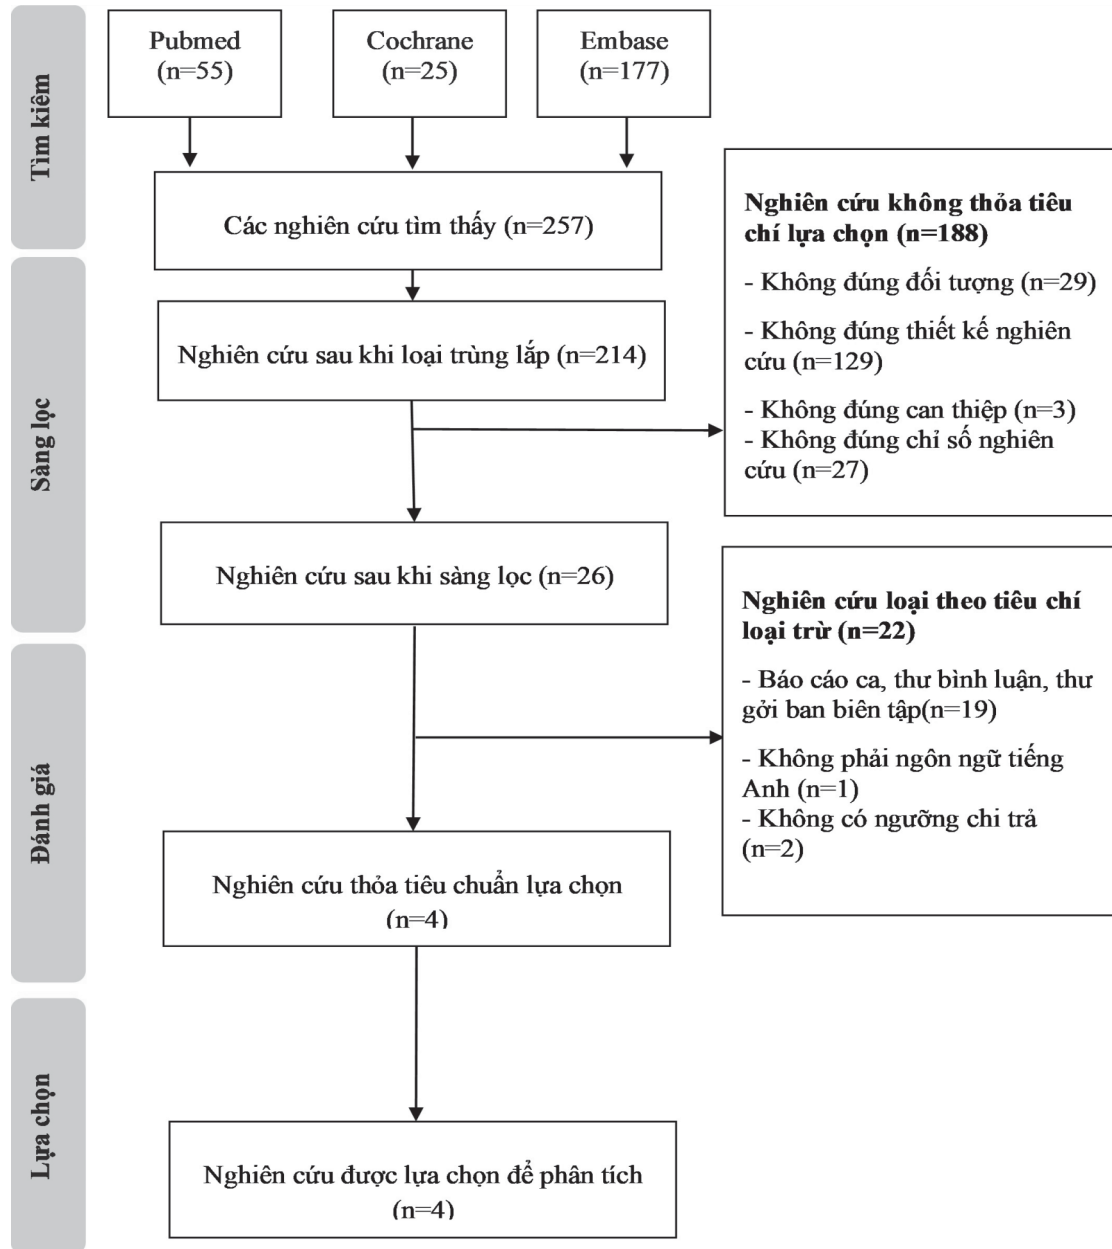 Tìm kiêm
Pubmed
(n=55)
Cochrane
(n=25)
Embase
(n=177)
Các nghiên cứu tìm thấy (n=257)
Sàng lọc
Nghiên cứu sau khi loại trùng lắp (n=214)
Nghiên cứu không thỏa tiêu
chí lựa chọn (n=188)
- Không đúng đối tượng (n=29)
- Không đúng thiết kế nghiên
cứu (n=129)
- Không đúng can thiệp (n=3)
- Không đúng chỉ số nghiên
cứu (n=27)
Nghiên cứu sau khi sàng lọc (n=26)
Đánh giá
Nghiên cứu loại theo tiêu chí
loại trừ (n=22)
- Báo cáo ca, thư bình luận, thư
gởi ban biên tập(n=19)
- Không phải ngôn ngữ tiếng
Anh (n=1)
- Không có ngưỡng chi trả
(n=2)
Nghiên cứu thỏa tiêu chuẩn lựa chọn
(n=4)
Lựa chọn
Nghiên cứu được lựa chọn để phân tích
(n=4)